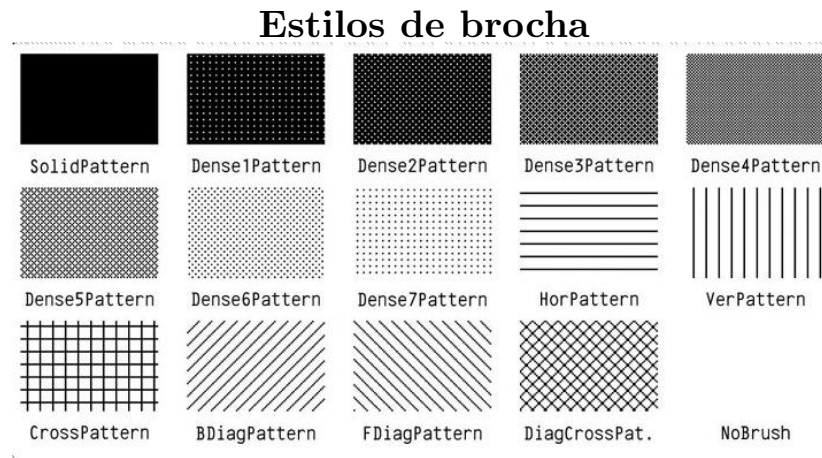 Estilos de brocha
SolidPattern Dense1Pattern Dense2Pattern Dense3Pattern Dense4Pattern
Dense5Pattern Dense6Pattern Dense7Pattern HorPattern VerPattern
CrossPattern BDiagPattern FDiagPattern DiagCrossPat. NoBrush